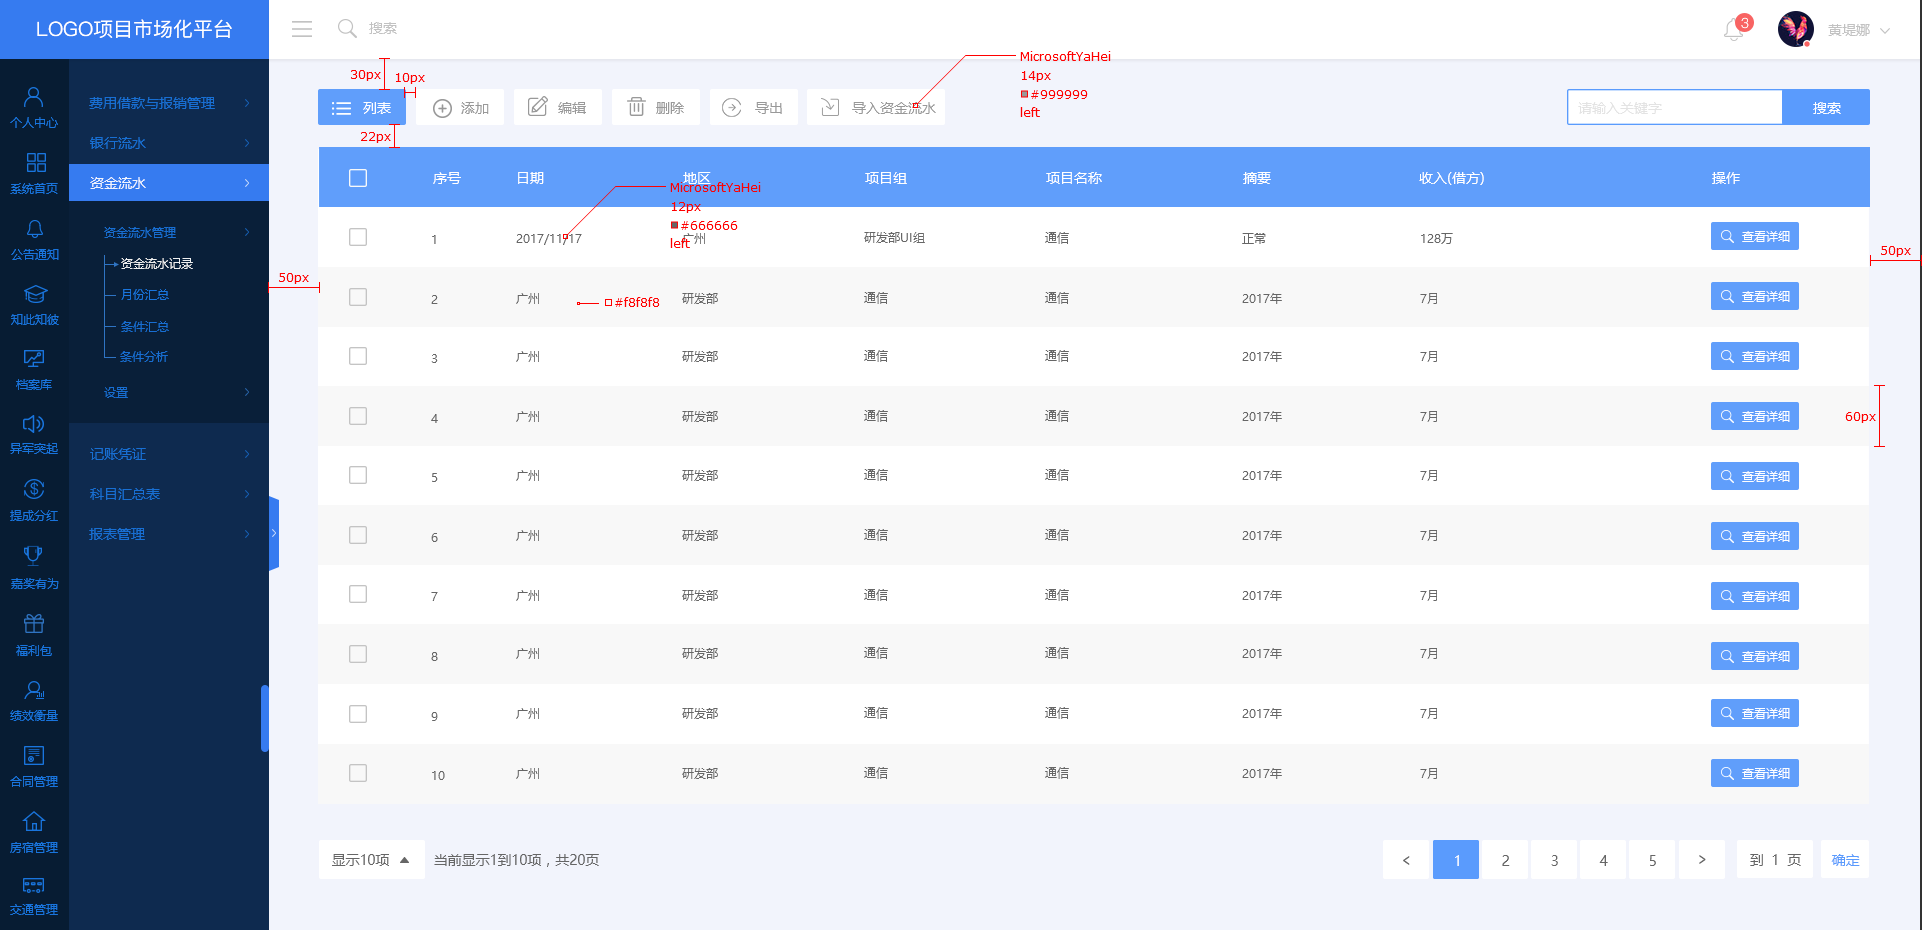 LOGO项目市场化平台
搜索
3
黄堤娜
个人中心
系统首页
公告通知
知此知彼
档案库
异军突起
提成分红
嘉奖有为
福利包
绩效衡量
合同管理
房宿管理
交通管理
费用借款与报销管理
银行流水
资金流水
资金流水管理
资金流水记录
月份汇总
条件汇总
条件分析
设置
记账凭证
科目汇总表
报表管理
30px
10px
MicrosoftYaHei
14px
#999999
left
列表 添加 编辑 删除 导出 导入资金流水
请输入关键字 搜索
22px
序号 日期 地区 项目组 项目名称 摘要 收入(借方) 操作
MicrosoftYaHei
12px
#666666
left
1 2017/11/17 广州 研发部UI组 通信 正常 128万 查看详细
50px
50px
2 广州 研发部 通信 通信 2017年 7月 查看详细
#f8f8f8
3 广州 研发部 通信 通信 2017年 7月 查看详细
4 广州 研发部 通信 通信 2017年 7月 查看详细
60px
5 广州 研发部 通信 通信 2017年 7月 查看详细
6 广州 研发部 通信 通信 2017年 7月 查看详细
7 广州 研发部 通信 通信 2017年 7月 查看详细
8 广州 研发部 通信 通信 2017年 7月 查看详细
9 广州 研发部 通信 通信 2017年 7月 查看详细
10 广州 研发部 通信 通信 2017年 7月 查看详细
显示10项 当前显示1到10项，共20页
< 1 2 3 4 5 > 到 1 页 确定